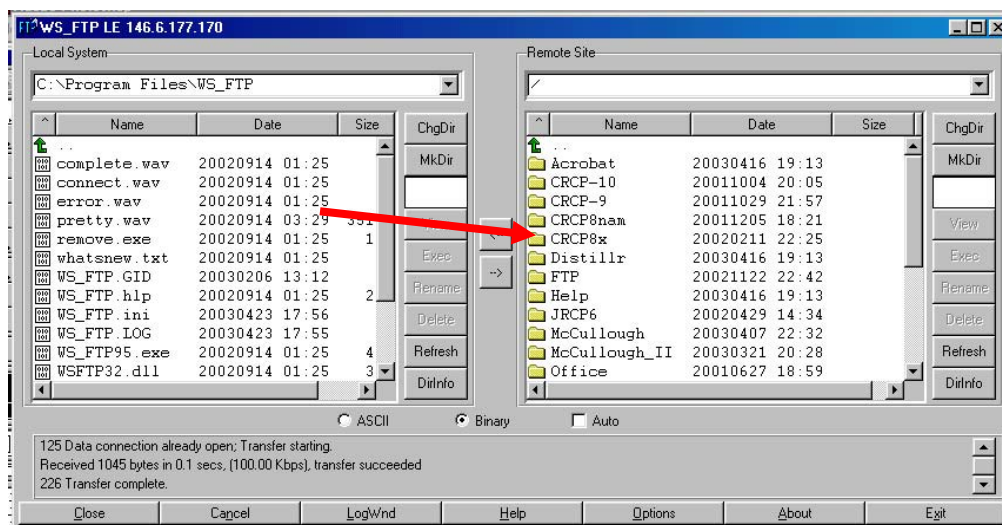 WS_FTP LE 146.6.177.170
Local System
C:\Program Files\WS_FTP
^ Name Date Size
..
complete.wav 20020914 01:25
connect.wav 20020914 01:25
error.wav 20020914 01:25
pretty.wav 20020914 03:29
remove.exe 20020914 01:25 1
whatsnew.txt 20020914 01:25
WS_FTP.GID 20030206 13:12
WS_FTP.hlp 20020914 01:25 2
WS_FTP.ini 20030423 17:56
WS_FTP.LOG 20030423 17:55
WS_FTP95.exe 20020914 01:25 4
WSFTP32.dll 20020914 01:25 3
ChgDir
MkDir
Exec
Rename
Delete
Refresh
DirInfo
-->
Remote Site
/
^ Name Date Size
..
Acrobat 20030416 19:13
CRCP-10 20011004 20:05
CRCP-9 20011029 21:57
CRCP8nam 20011205 18:21
CRCP8x 20020211 22:25
Distillr 20030416 19:13
FTP 20021122 22:42
Help 20030416 19:13
JRCP6 20020429 14:34
McCullough 20030407 22:32
McCullough_II 20030321 20:28
Office 20010627 18:59
ChgDir
MkDir
View
Exec
Rename
Delete
Refresh
DirInfo
ASCII Binary Auto
125 Data connection already open; Transfer starting.
Received 1045 bytes in 0.1 secs, (100.00 Kbps), transfer succeeded
226 Transfer complete.
Close Cancel LogWnd Help Options About Exit